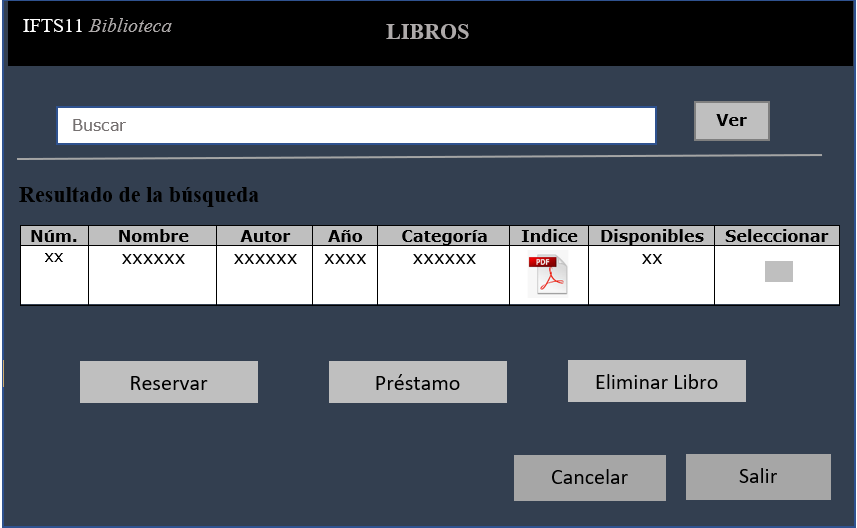 IFTS11 Biblioteca
LIBROS
Buscar
Ver
Resultado de la búsqueda
Núm. Nombre Autor Año Categoría Indice Disponibles Seleccionar
xx xxxxxx xxxxxx xxxx xxxxxx PDF xx
Reservar Préstamo Eliminar Libro
Cancelar Salir